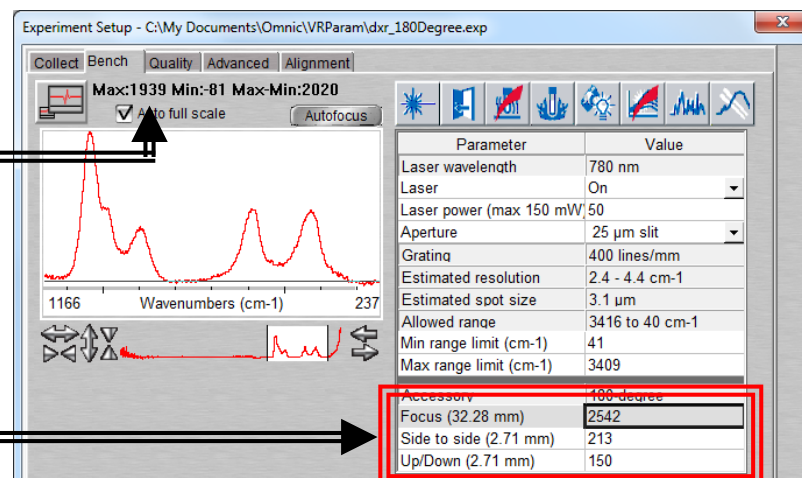 Experiment Setup - C:\My Documents\Omnic\VRParam\dxr_180Degree.exp
Collect Bench Quality Advanced Alignment
Max:1939 Min:-81 Max-Min:2020
Auto full scale Autofocus
1166 Wavenumbers (cm-1) 237
Parameter Value
Laser wavelength 780 nm
Laser On
Laser power (max 150 mW) 50
Aperture 25 µm slit
Grating 400 lines/mm
Estimated resolution 2.4 - 4.4 cm-1
Estimated spot size 3.1 µm
Allowed range 3416 to 40 cm-1
Min range limit (cm-1) 41
Max range limit (cm-1) 3409
Accessory 180 degree
Focus (32.28 mm) 2542
Side to side (2.71 mm) 213
Up/Down (2.71 mm) 150